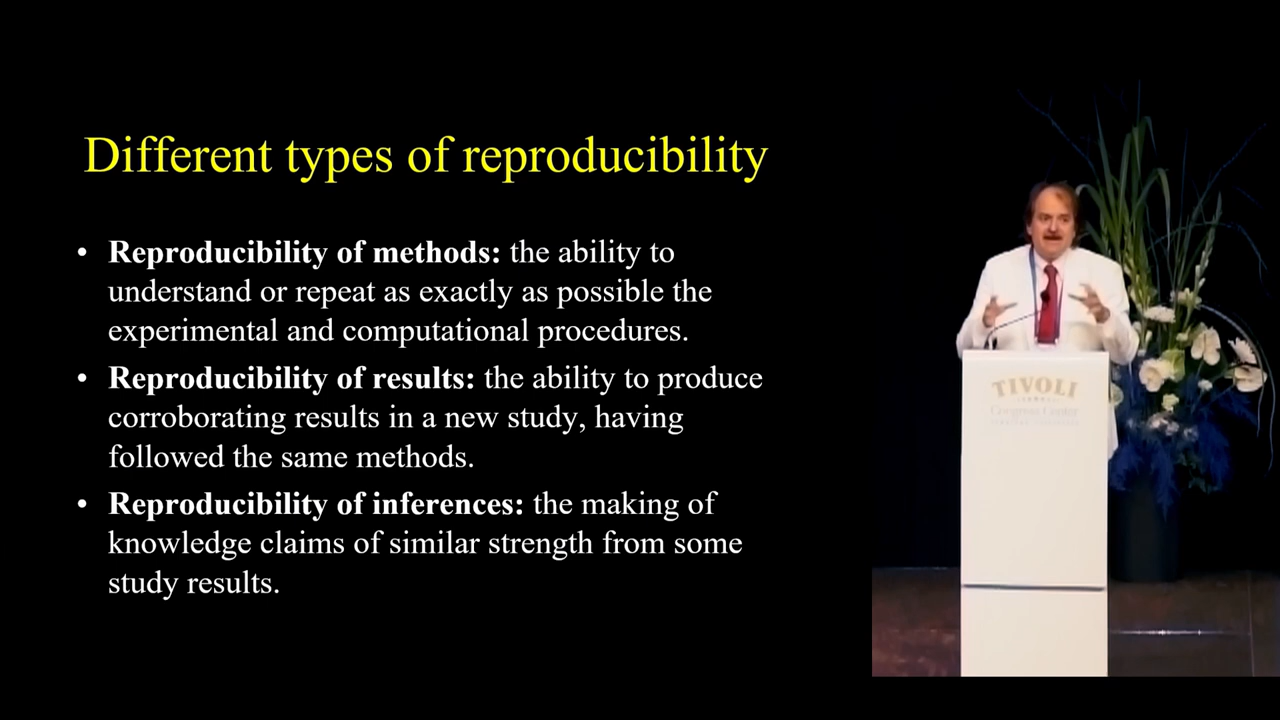 Different types of reproducibility
• Reproducibility of methods: the ability to
understand or repeat as exactly as possible the
experimental and computational procedures.
• Reproducibility of results: the ability to produce
corroborating results in a new study, having
followed the same methods.
• Reproducibility of inferences: the making of
knowledge claims of similar strength from some
study results.
TIVOLI
Congress Center